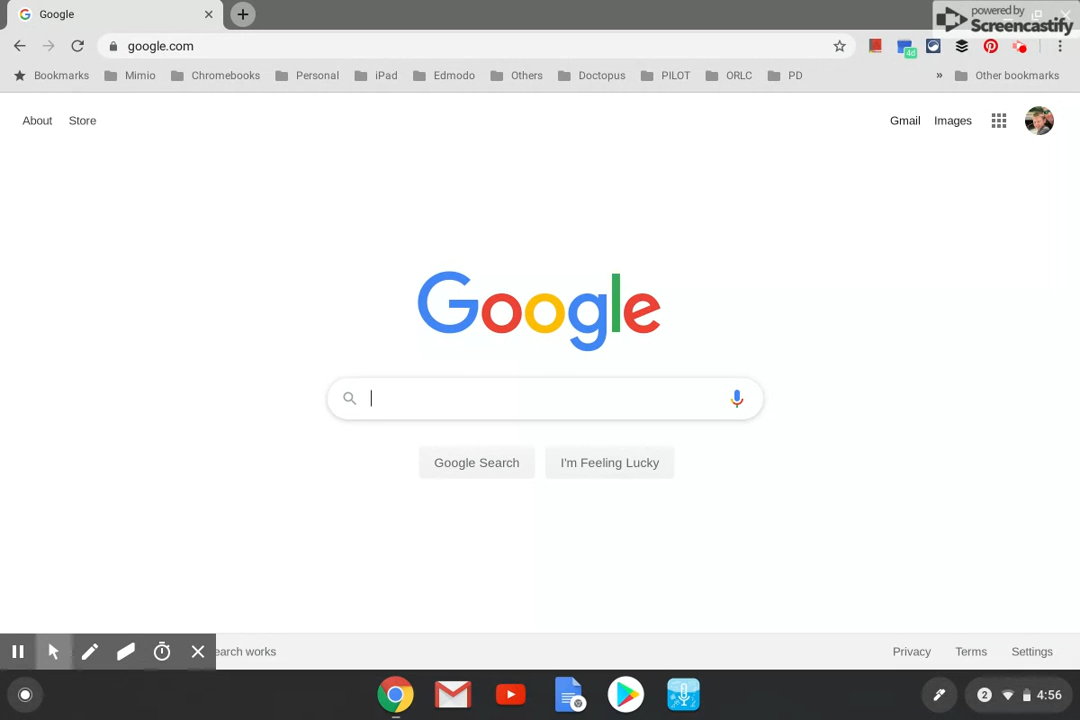 Google
powered by
Screencastify
google.com
4d
Bookmarks Mimio Chromebooks Personal iPad Edmodo Others Doctopus PILOT ORLC PD » Other bookmarks
About Store Gmail Images
Google
Google Search I'm Feeling Lucky
earch works Privacy Terms Settings
2 4:56